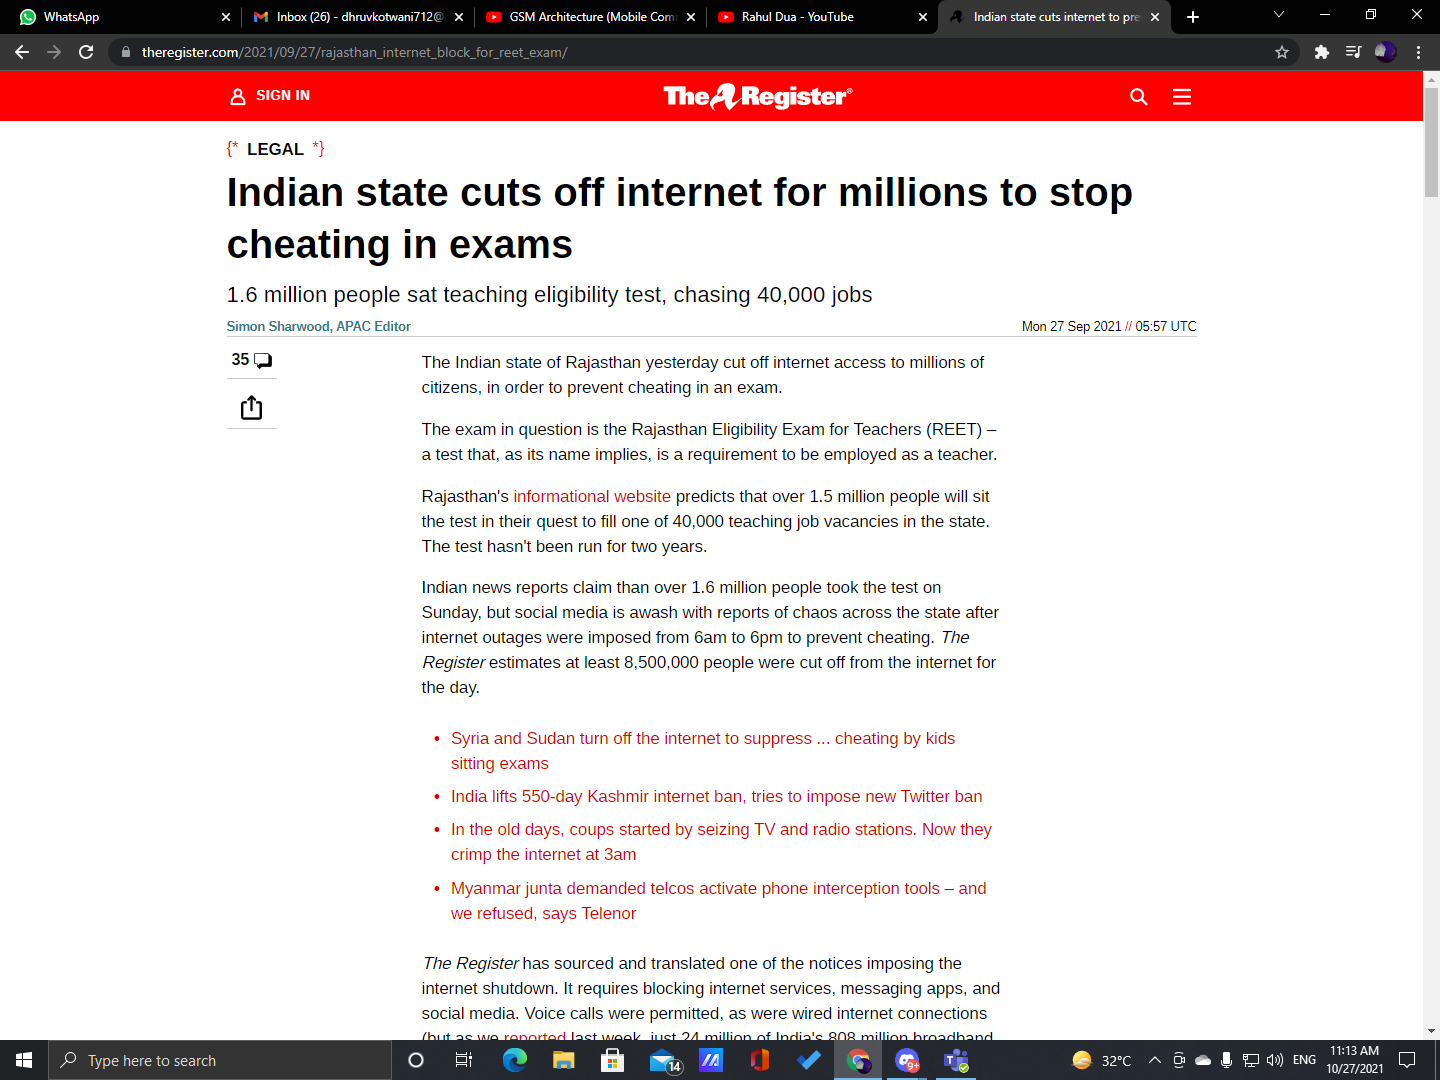 WhatsApp
Inbox (26) - dhruvkotwani712@
GSM Architecture (Mobile Com
Rahul Dua - YouTube
Indian state cuts internet to pre
theregister.com/2021/09/27/rajasthan_internet_block_for_reet_exam/
SIGN IN
The Register®
{* LEGAL *}
Indian state cuts off internet for millions to stop
cheating in exams
1.6 million people sat teaching eligibility test, chasing 40,000 jobs
Simon Sharwood, APAC Editor
Mon 27 Sep 2021 // 05:57 UTC
35
The Indian state of Rajasthan yesterday cut off internet access to millions of
citizens, in order to prevent cheating in an exam.
The exam in question is the Rajasthan Eligibility Exam for Teachers (REET) –
a test that, as its name implies, is a requirement to be employed as a teacher.
Rajasthan's informational website predicts that over 1.5 million people will sit
the test in their quest to fill one of 40,000 teaching job vacancies in the state.
The test hasn't been run for two years.
Indian news reports claim than over 1.6 million people took the test on
Sunday, but social media is awash with reports of chaos across the state after
internet outages were imposed from 6am to 6pm to prevent cheating. The
Register estimates at least 8,500,000 people were cut off from the internet for
the day.
• Syria and Sudan turn off the internet to suppress ... cheating by kids
sitting exams
• India lifts 550-day Kashmir internet ban, tries to impose new Twitter ban
• In the old days, coups started by seizing TV and radio stations. Now they
crimp the internet at 3am
• Myanmar junta demanded telcos activate phone interception tools – and
we refused, says Telenor
The Register has sourced and translated one of the notices imposing the
internet shutdown. It requires blocking internet services, messaging apps, and
social media. Voice calls were permitted, as were wired internet connections
(but as we reported last week, just 24 million of India's 808 million broadband
Type here to search
14
9+
32°C
ENG
11:13 AM
10/27/2021